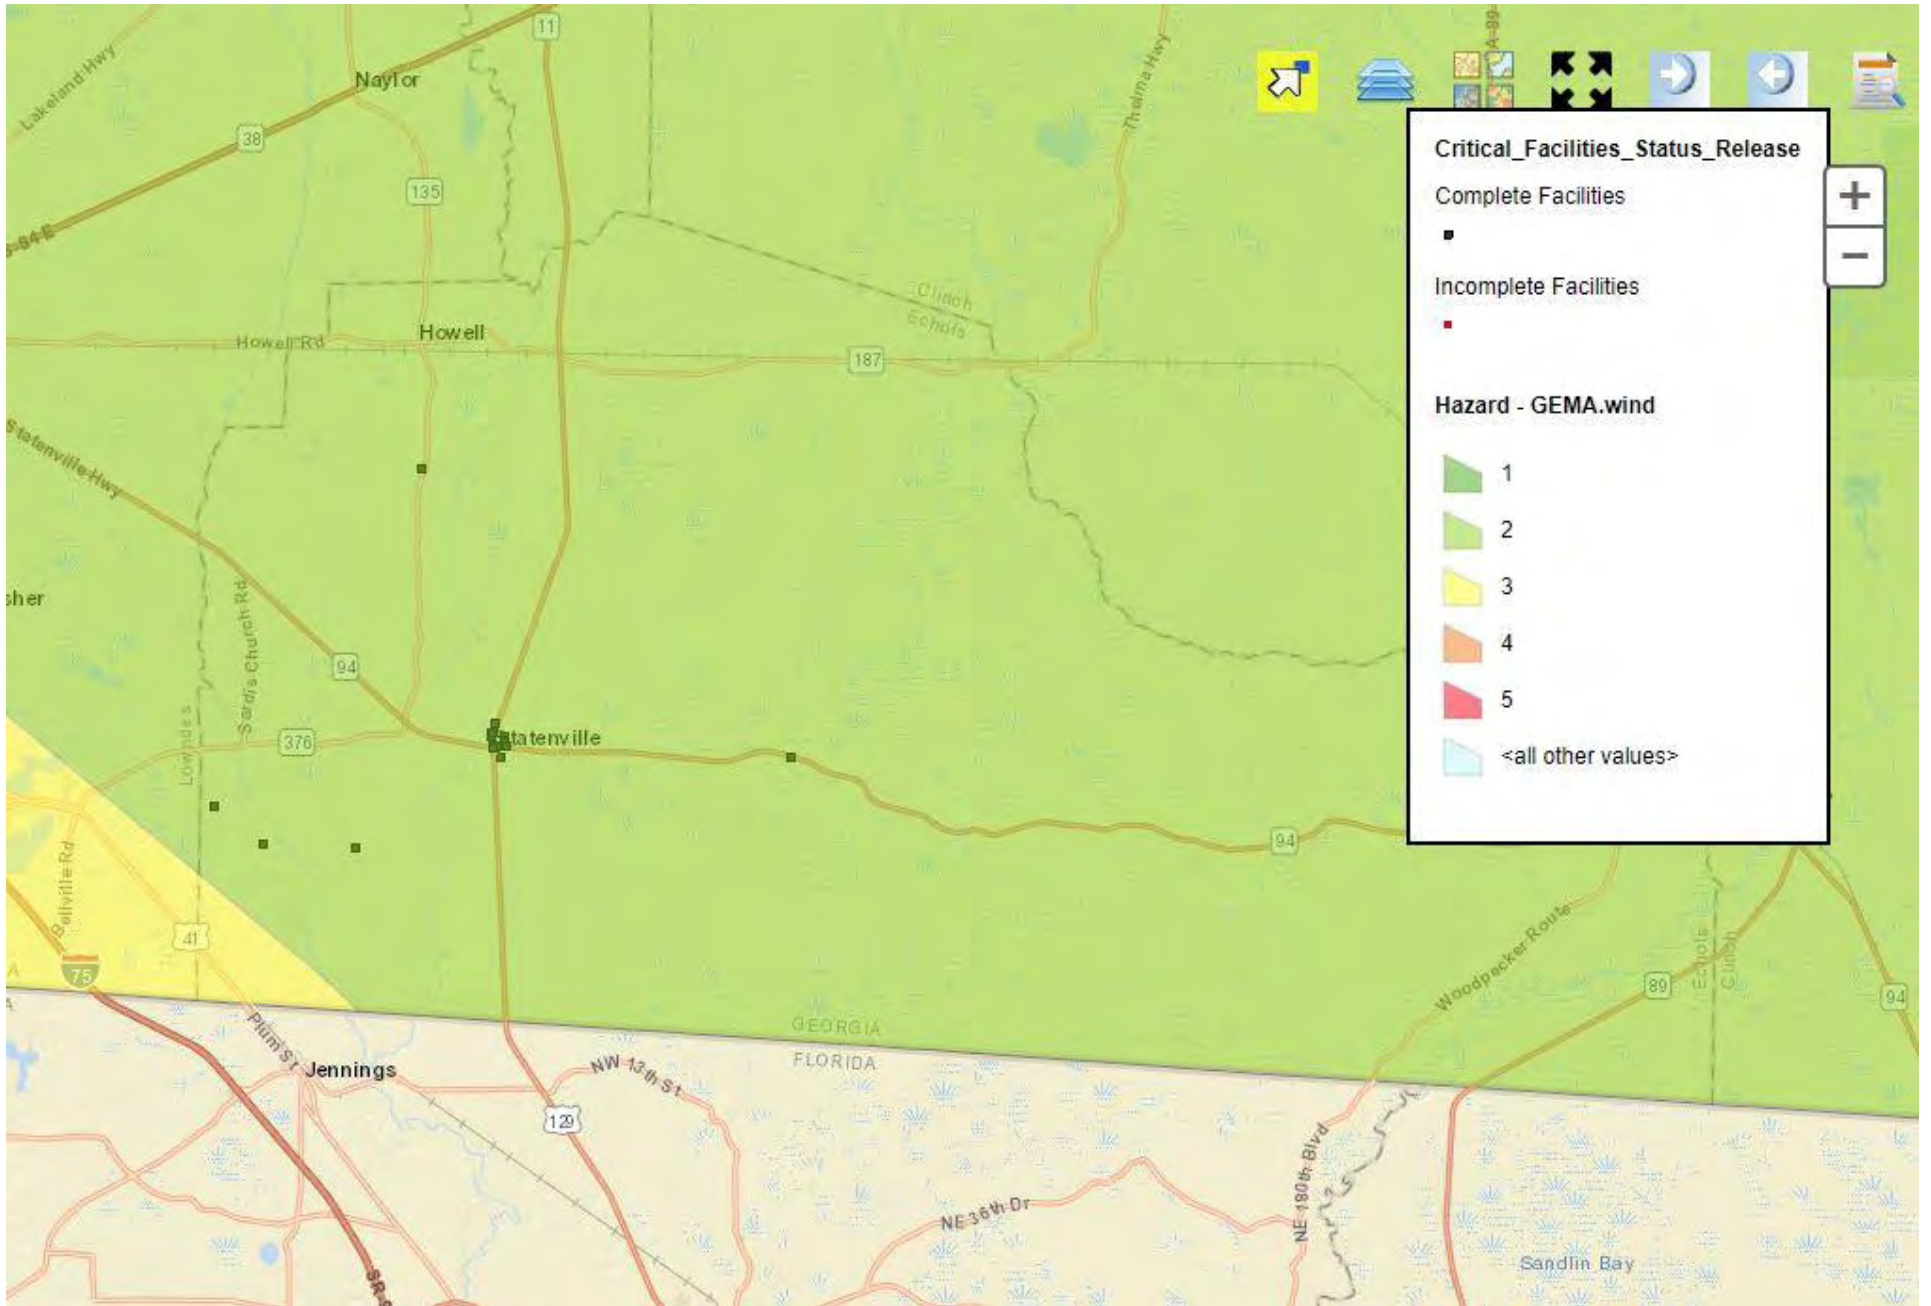 11
A-89
Lakeland Hwy
Naylor
Thelma Hwy
38
135
Critical_Facilities_Status_Release
Complete Facilities
Incomplete Facilities
Hazard - GEMA.wind
1
2
3
4
5
<all other values>
+
−
Clinch
Echols
Howell Rd
Howell
187
Statenville Hwy
sher
Sardis Church Rd
94
376
Statenville
Lowndes
94
Bellville Rd
41
75
A
A
Woodpecker Route
89
Echols
Clinch
94
GEORGIA
FLORIDA
Plum St
Jennings
NW 13th St
129
NE 180th Blvd
NE 36th Dr
Sandlin Bay